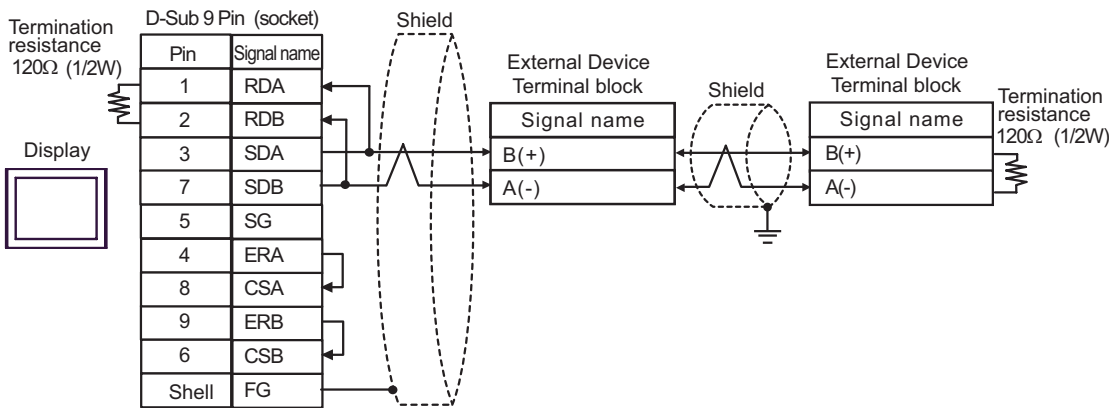 Termination
resistance
120Ω (1/2W)
Display
D-Sub 9 Pin (socket)
Pin Signal name
1 RDA
2 RDB
3 SDA
7 SDB
5 SG
4 ERA
8 CSA
9 ERB
6 CSB
Shell FG
Shield
External Device
Terminal block
Signal name
B(+)
A(-)
Shield
External Device
Terminal block
Signal name
B(+)
A(-)
Termination
resistance
120Ω (1/2W)